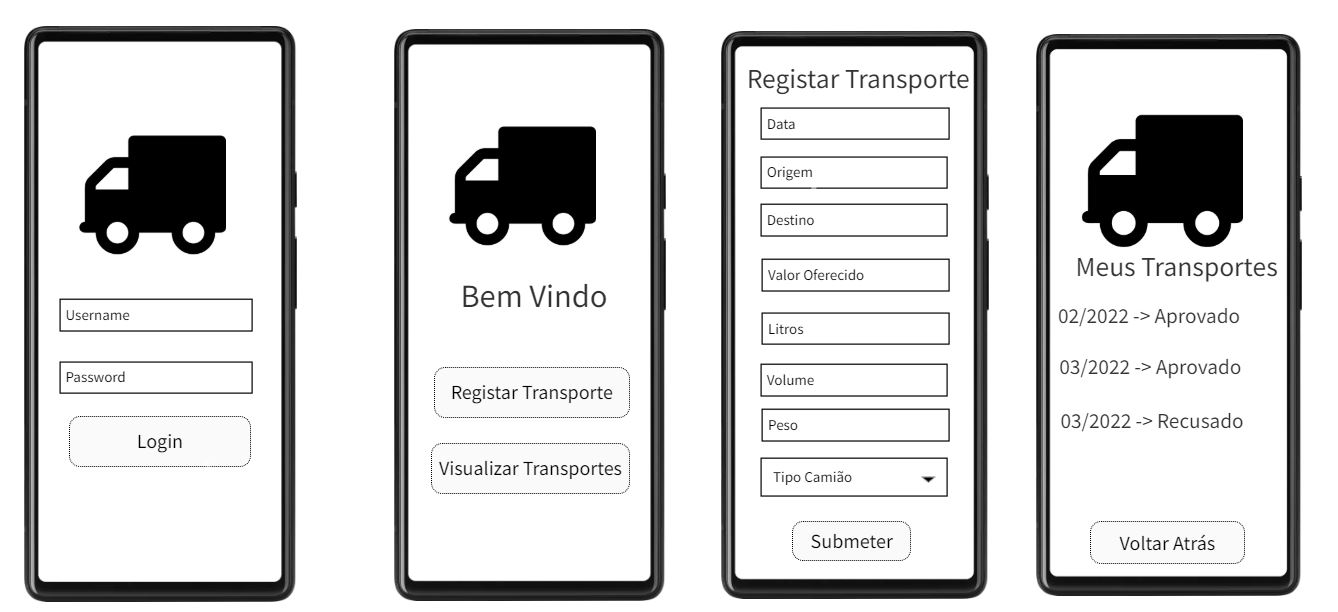 Username
Password
Login
Bem Vindo
Registar Transporte
Visualizar Transportes
Registar Transporte
Data
Origem
Destino
Valor Oferecido
Litros
Volume
Peso
Tipo Camião
Submeter
Meus Transportes
02/2022 -> Aprovado
03/2022 -> Aprovado
03/2022 -> Recusado
Voltar Atrás